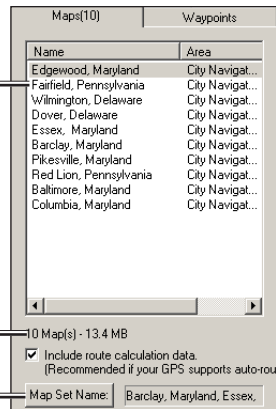 Maps(10) Waypoints
Name Area
Edgewood, Maryland City Navigat...
Fairfield, Pennsylvania City Navigat...
Wilmington, Delaware City Navigat...
Dover, Delaware City Navigat...
Essex, Maryland City Navigat...
Barclay, Maryland City Navigat...
Pikesville, Maryland City Navigat...
Red Lion, Pennsylvania City Navigat...
Baltimore, Maryland City Navigat...
Columbia, Maryland City Navigat...
10 Map(s) - 13.4 MB
Include route calculation data.
(Recommended if your GPS supports auto-rou
Map Set Name: Barclay, Maryland, Essex,